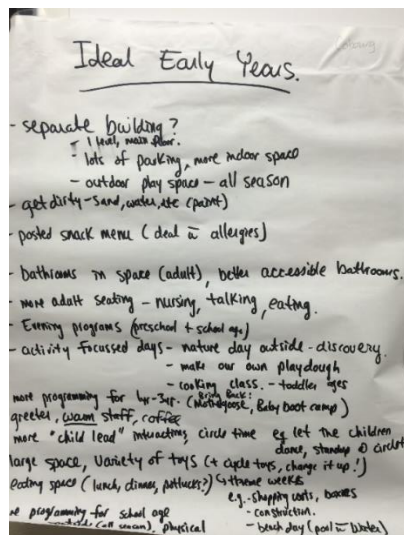 Ideal Early Years.
- separate building?
- 1 level, main floor.
- lots of parking, more indoor space
- outdoor play space - all season
- get dirty - sand, water, etc (paint)
- posted snack menu (deal w allergies)
- bathrooms in space (adult), better accessible bathrooms.
- more adult seating - nursing, talking, eating.
- Evening programs (preschool + school age)
- activity focussed days - nature day outside - discovery.
- make our own playdough
- cooking class. - toddler ages
more programming for 1yr-3yr. (Bring Back: Mothergoose, Baby boot camp)
greeter, warm staff, coffee
more "child lead" interactions, circle time eg let the children
dance, standup @ circle
large space, variety of toys (+ cycle toys, change it up!)
eating space (lunch, dinner, potlucks?) theme weeks
e.g. - shopping carts, boxes
- construction.
- beach day (pool w water)
programming for school age
(all season), physical